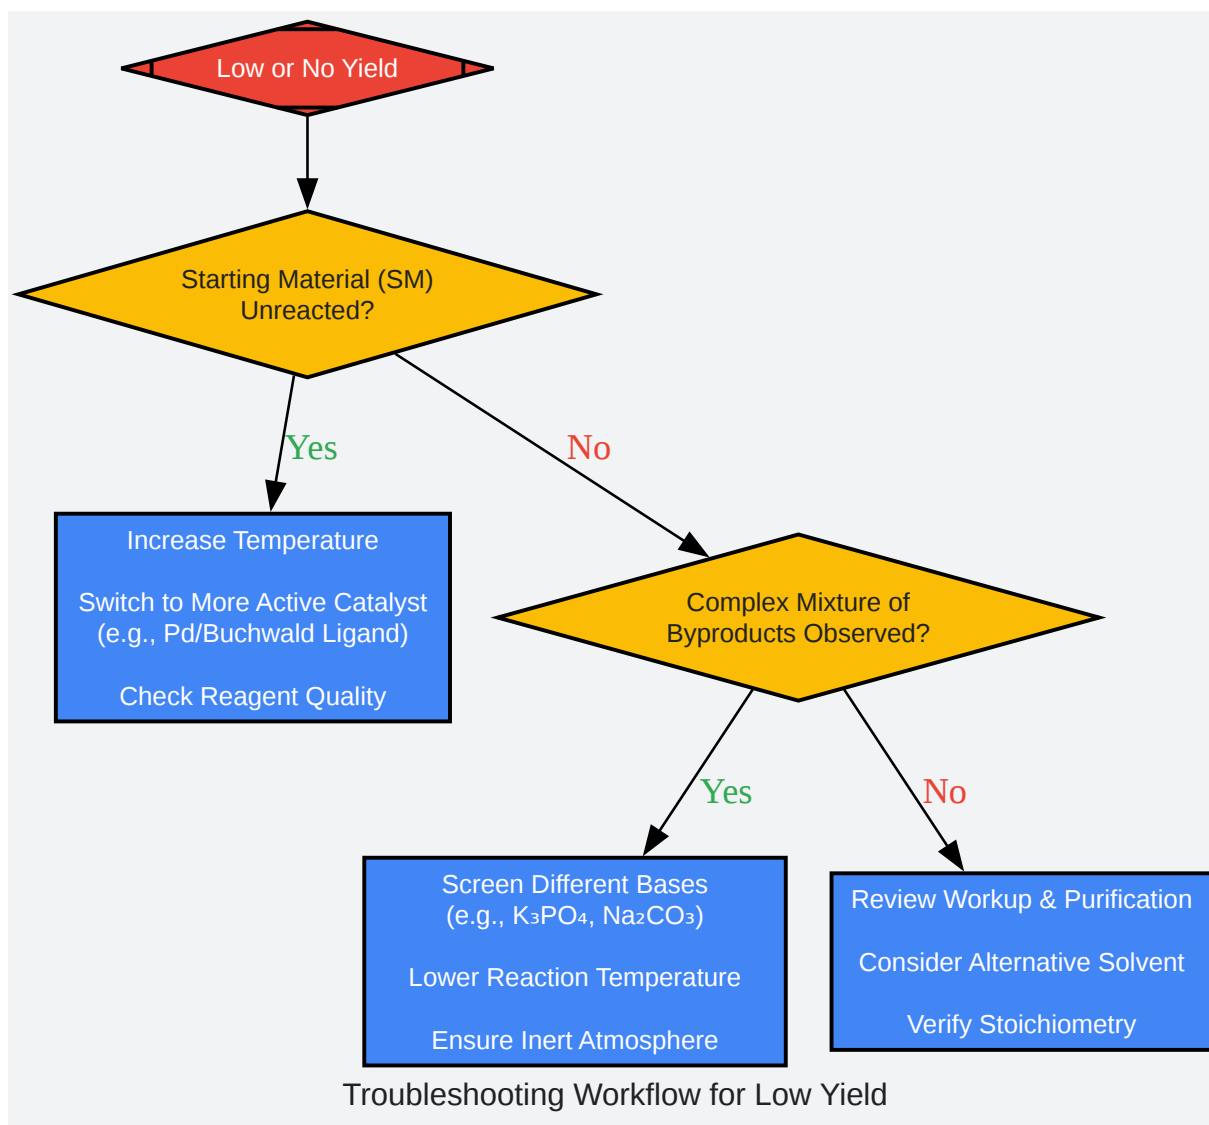 Low or No Yield
Starting Material (SM)
Unreacted?
Yes
No
Increase Temperature
Switch to More Active Catalyst
(e.g., Pd/Buchwald Ligand)
Check Reagent Quality
Complex Mixture of
Byproducts Observed?
Yes
No
Screen Different Bases
(e.g., K₃PO₄, Na₂CO₃)
Lower Reaction Temperature
Ensure Inert Atmosphere
Review Workup & Purification
Consider Alternative Solvent
Verify Stoichiometry
Troubleshooting Workflow for Low Yield